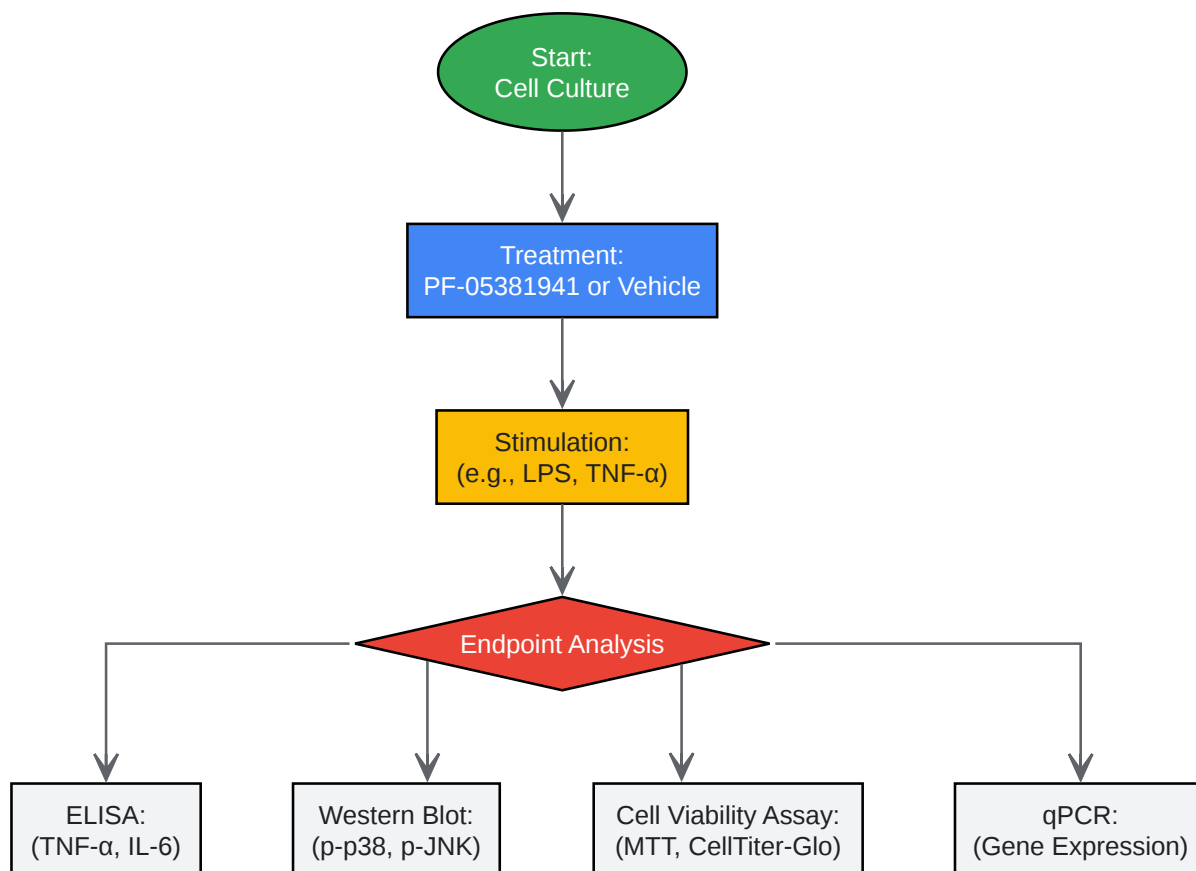 Start:
Cell Culture
Treatment:
PF-05381941 or Vehicle
Stimulation:
(e.g., LPS, TNF-α)
Endpoint Analysis
ELISA:
(TNF-α, IL-6)
Western Blot:
(p-p38, p-JNK)
Cell Viability Assay:
(MTT, CellTiter-Glo)
qPCR:
(Gene Expression)